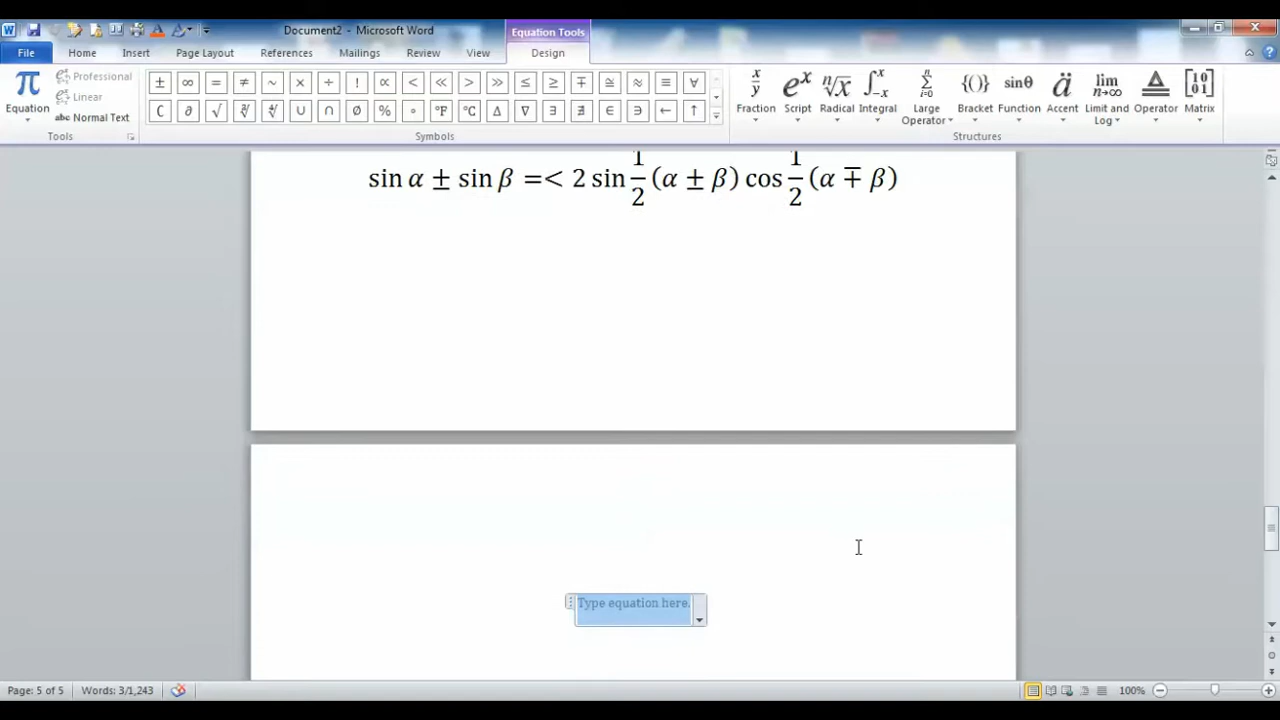 Document2 - Microsoft Word
Equation Tools
File Home Insert Page Layout References Mailings Review View Design
π Equation
Professional
Linear
abc Normal Text
Tools
± ∞ = ≠ ~ × ÷ ! ∝ < ≪ > ≫ ≤ ≥ ∓ ≅ ≈ ≡ ∀
∁ ∂ √ ∛ ∜ ∪ ∩ ∅ % ° °F °C ∆ ∇ ∃ ∄ ∈ ∋ ← ↑
Symbols
Fraction
Script
Radical
Integral
Large Operator
Bracket
sinθ Function
ä Accent
lim n→∞ Limit and Log
Operator
Matrix
Structures
sin α ± sin β =< 2 sin 1/2 (α ± β) cos 1/2 (α ∓ β)
Type equation here.
Page: 5 of 5
Words: 3/1,243
100%